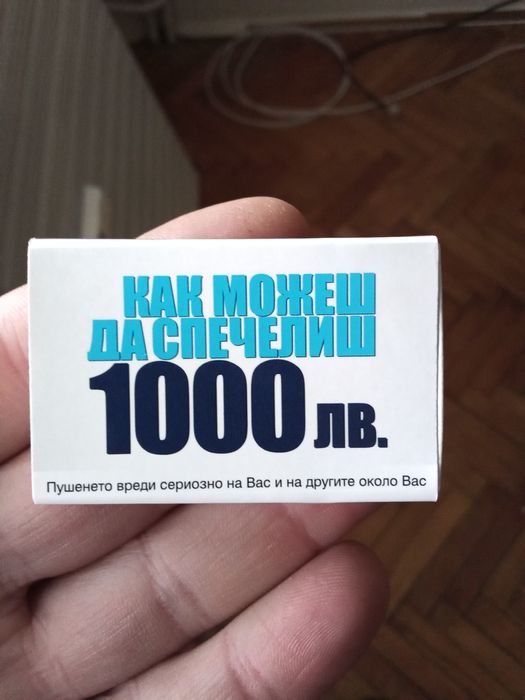 КАК МОЖЕШ
ДА СПЕЧЕЛИШ
1000 ЛВ.
Пушенето вреди сериозно на Вас и на другите около Вас